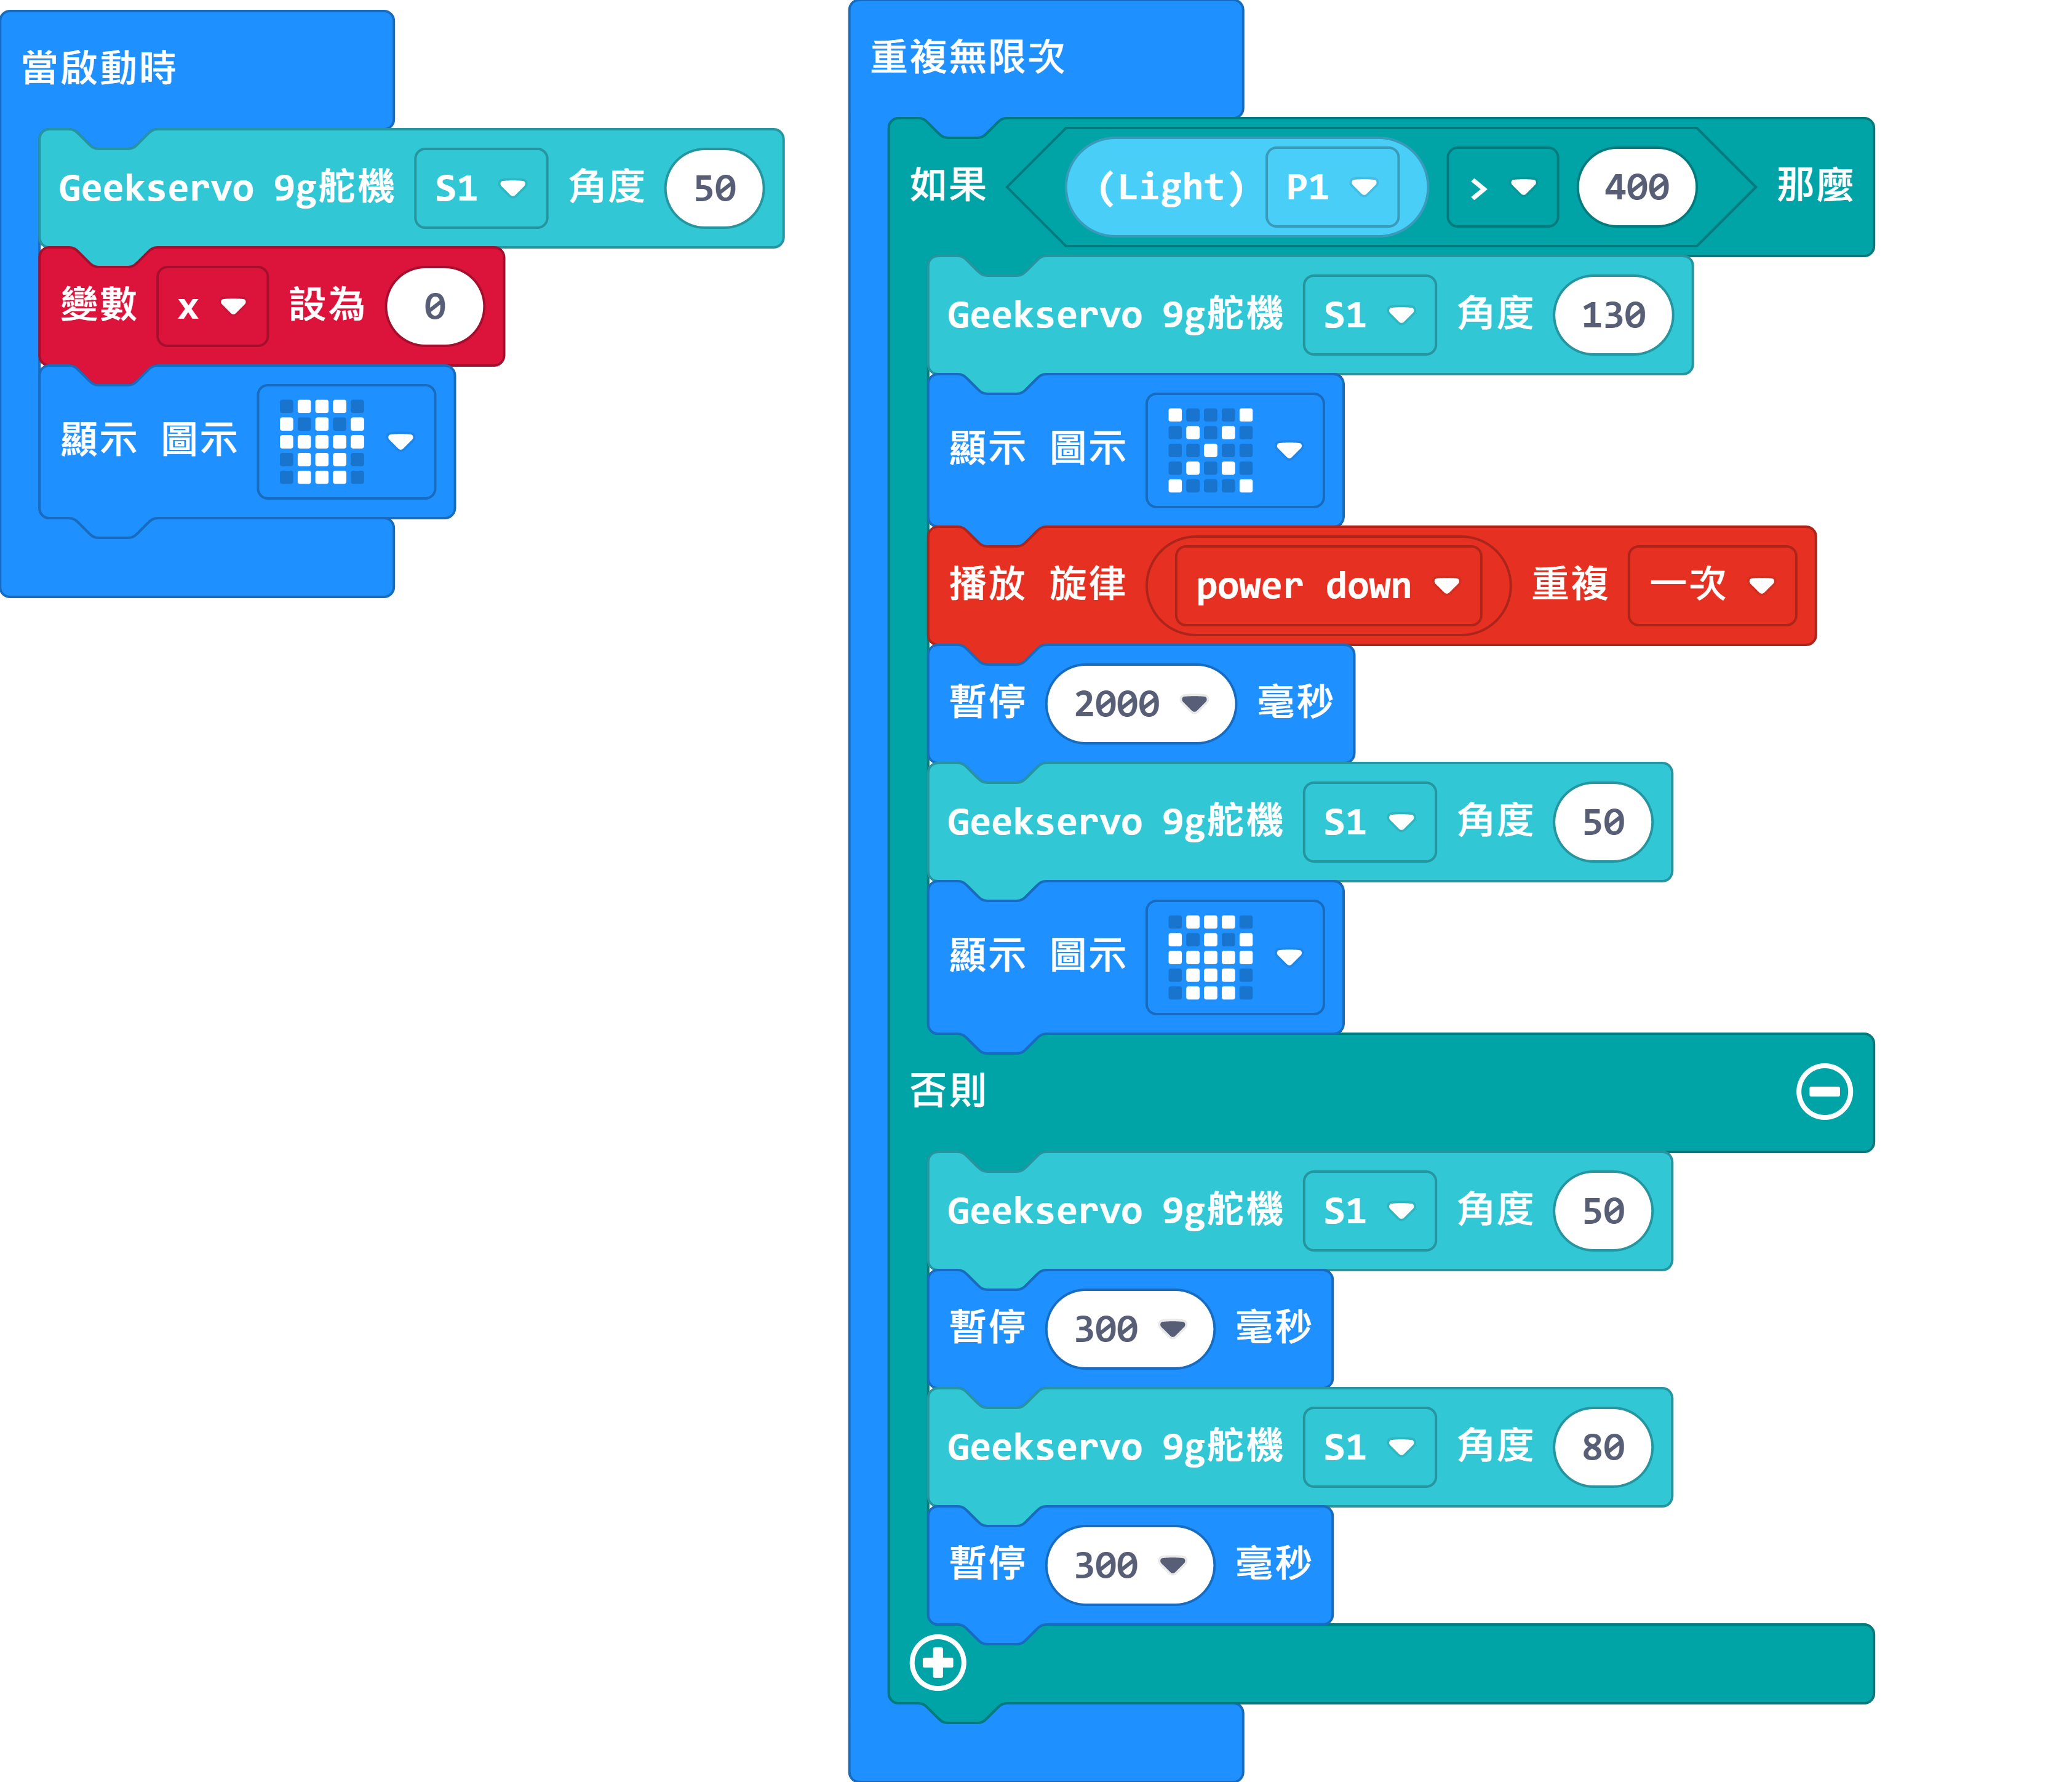 當啟動時
Geekservo 9g舵機 S1 角度 50
變數 x 設為 0
顯示 圖示
重複無限次
如果 (Light) P1 > 400 那麼
Geekservo 9g舵機 S1 角度 130
顯示 圖示
播放 旋律 power down 重複 一次
暫停 2000 毫秒
Geekservo 9g舵機 S1 角度 50
顯示 圖示
否則
Geekservo 9g舵機 S1 角度 50
暫停 300 毫秒
Geekservo 9g舵機 S1 角度 80
暫停 300 毫秒